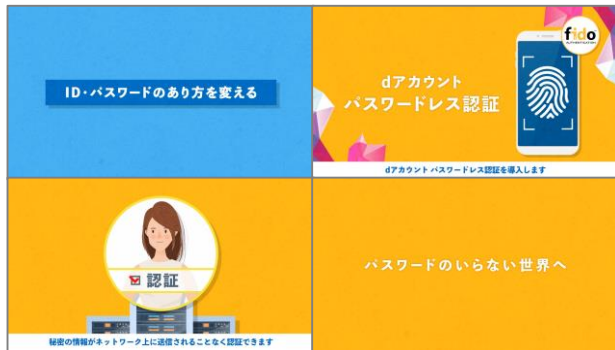 ID・パスワードのあり方を変える
fido
AUTHENTICATION
dアカウント
パスワードレス認証
dアカウント パスワードレス認証を導入します
認証
秘密の情報がネットワーク上に送信されることなく認証できます
パスワードのいらない世界へ